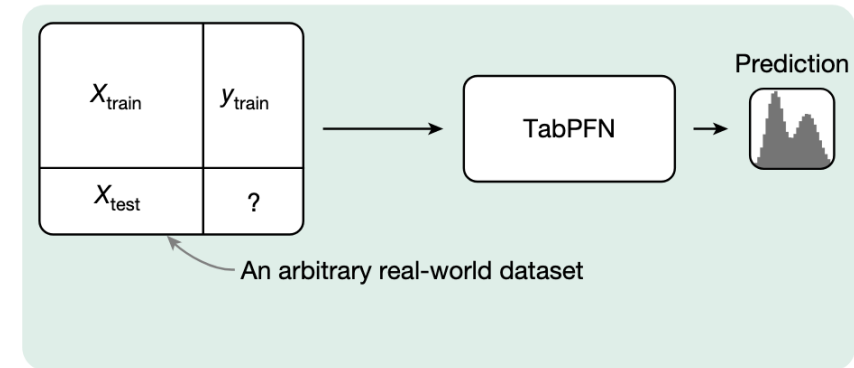 Prediction
X_train
y_train
TabPFN
X_test
?
An arbitrary real-world dataset